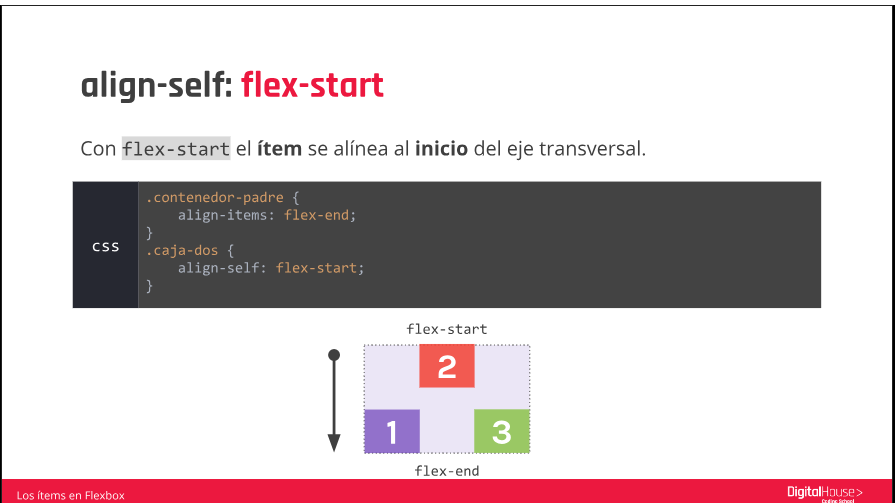 align-self: flex-start
Con flex-start el ítem se alínea al inicio del eje transversal.
css
.contenedor-padre {
    align-items: flex-end;
}
.caja-dos {
    align-self: flex-start;
}
flex-start
2
1 3
flex-end
Los ítems en Flexbox
DigitalHouse>
Coding School